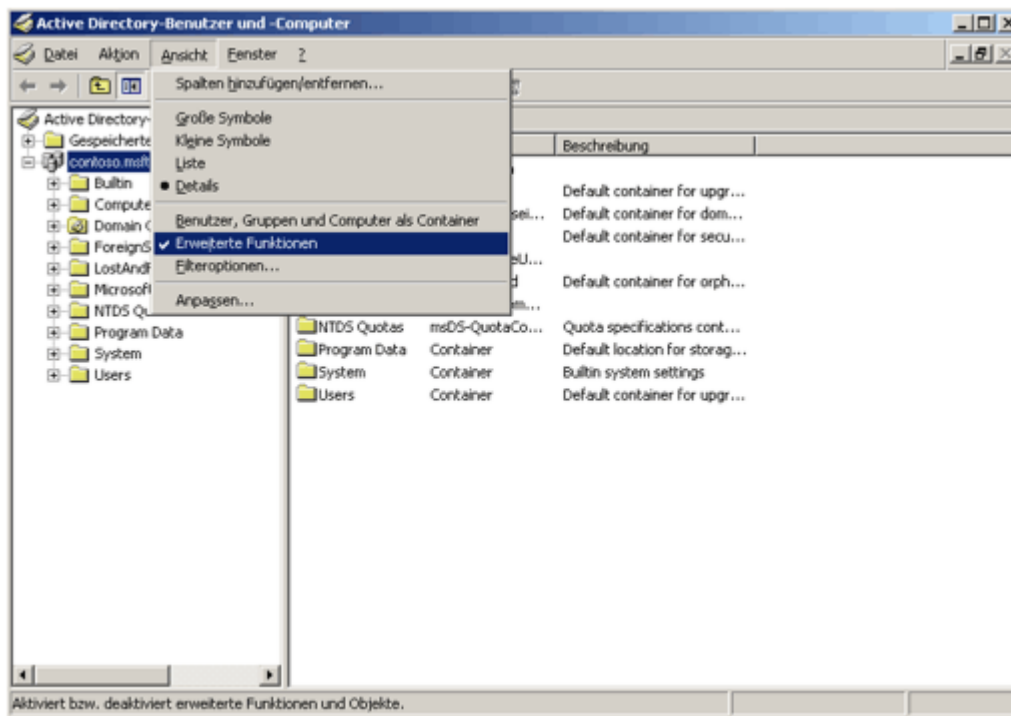 Active Directory-Benutzer und -Computer
Datei Aktion Ansicht Fenster ?
Spalten hinzufügen/entfernen...
Große Symbole
Kleine Symbole
Liste
Details
Benutzer, Gruppen und Computer als Container
Erweiterte Funktionen
Filteroptionen...
Anpassen...
Active Directory-
Gespeicherte
contoso.msft
Builtin
Compute
Domain
ForeignS
LostAndF
Microsoft
NTDS Qu
Program Data
System
Users
Beschreibung
Default container for upgr...
Default container for dom...
Default container for secu...
Default container for orph...
NTDS Quotas msDS-QuotaCo... Quota specifications cont...
Program Data Container Default location for storag...
System Container Builtin system settings
Users Container Default container for upgr...
Aktiviert bzw. deaktiviert erweiterte Funktionen und Objekte.